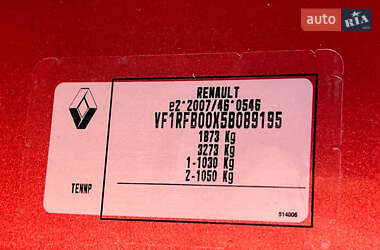 auto RIA
RENAULT
e2*2007/46*0546
VF1RFB00X5B089195
1873 Kg
3273 Kg
1-1030 Kg
2-1050 Kg
TENNP
514006